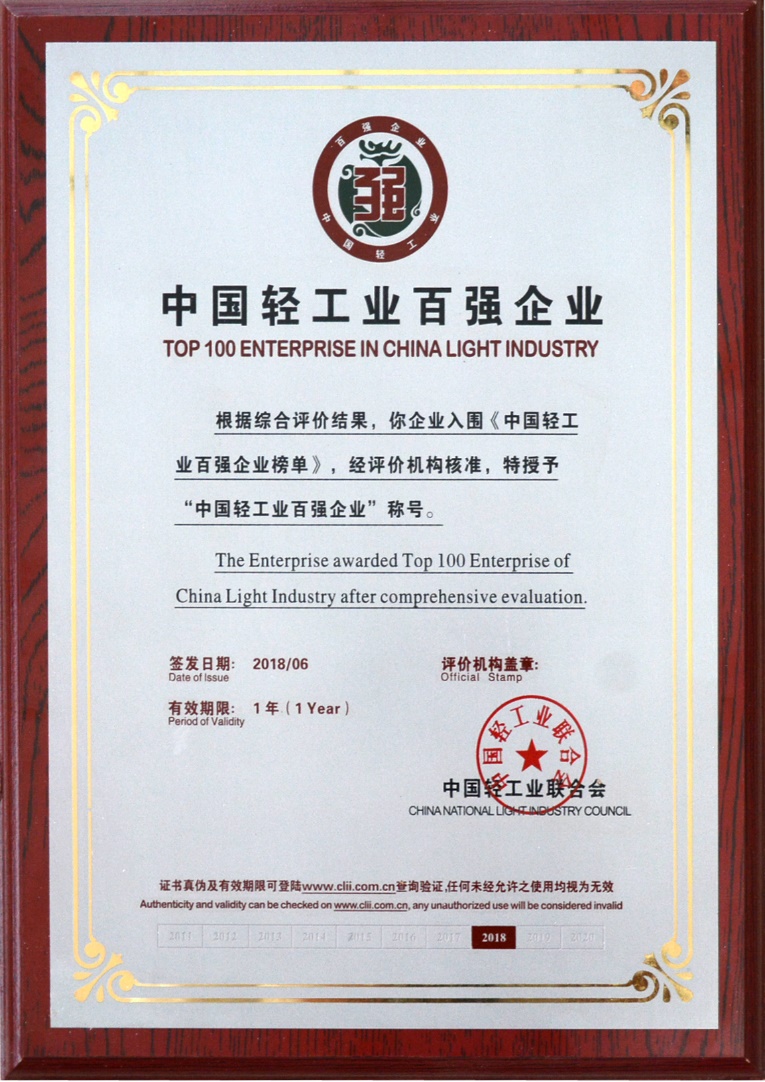 百强企业
强
中国轻工业
中国轻工业百强企业
TOP 100 ENTERPRISE IN CHINA LIGHT INDUSTRY
根据综合评价结果，你企业入围《中国轻工
业百强企业榜单》，经评价机构核准，特授予
“中国轻工业百强企业”称号。
The Enterprise awarded Top 100 Enterprise of
China Light Industry after comprehensive evaluation.
签发日期： 2018/06
Date of Issue
有效期限： 1 年（1 Year）
Period of Validity
评价机构盖章：
Official Stamp
中国轻工业联合会
中国轻工业联合会
CHINA NATIONAL LIGHT INDUSTRY COUNCIL
证书真伪及有效期限可登陆www.clii.com.cn查询验证,任何未经允许之使用均视为无效
Authenticity and validity can be checked on www.clii.com.cn, any unauthorized use will be considered invalid
2011 2012 2013 2014 2015 2016 2017 2018 2019 2020